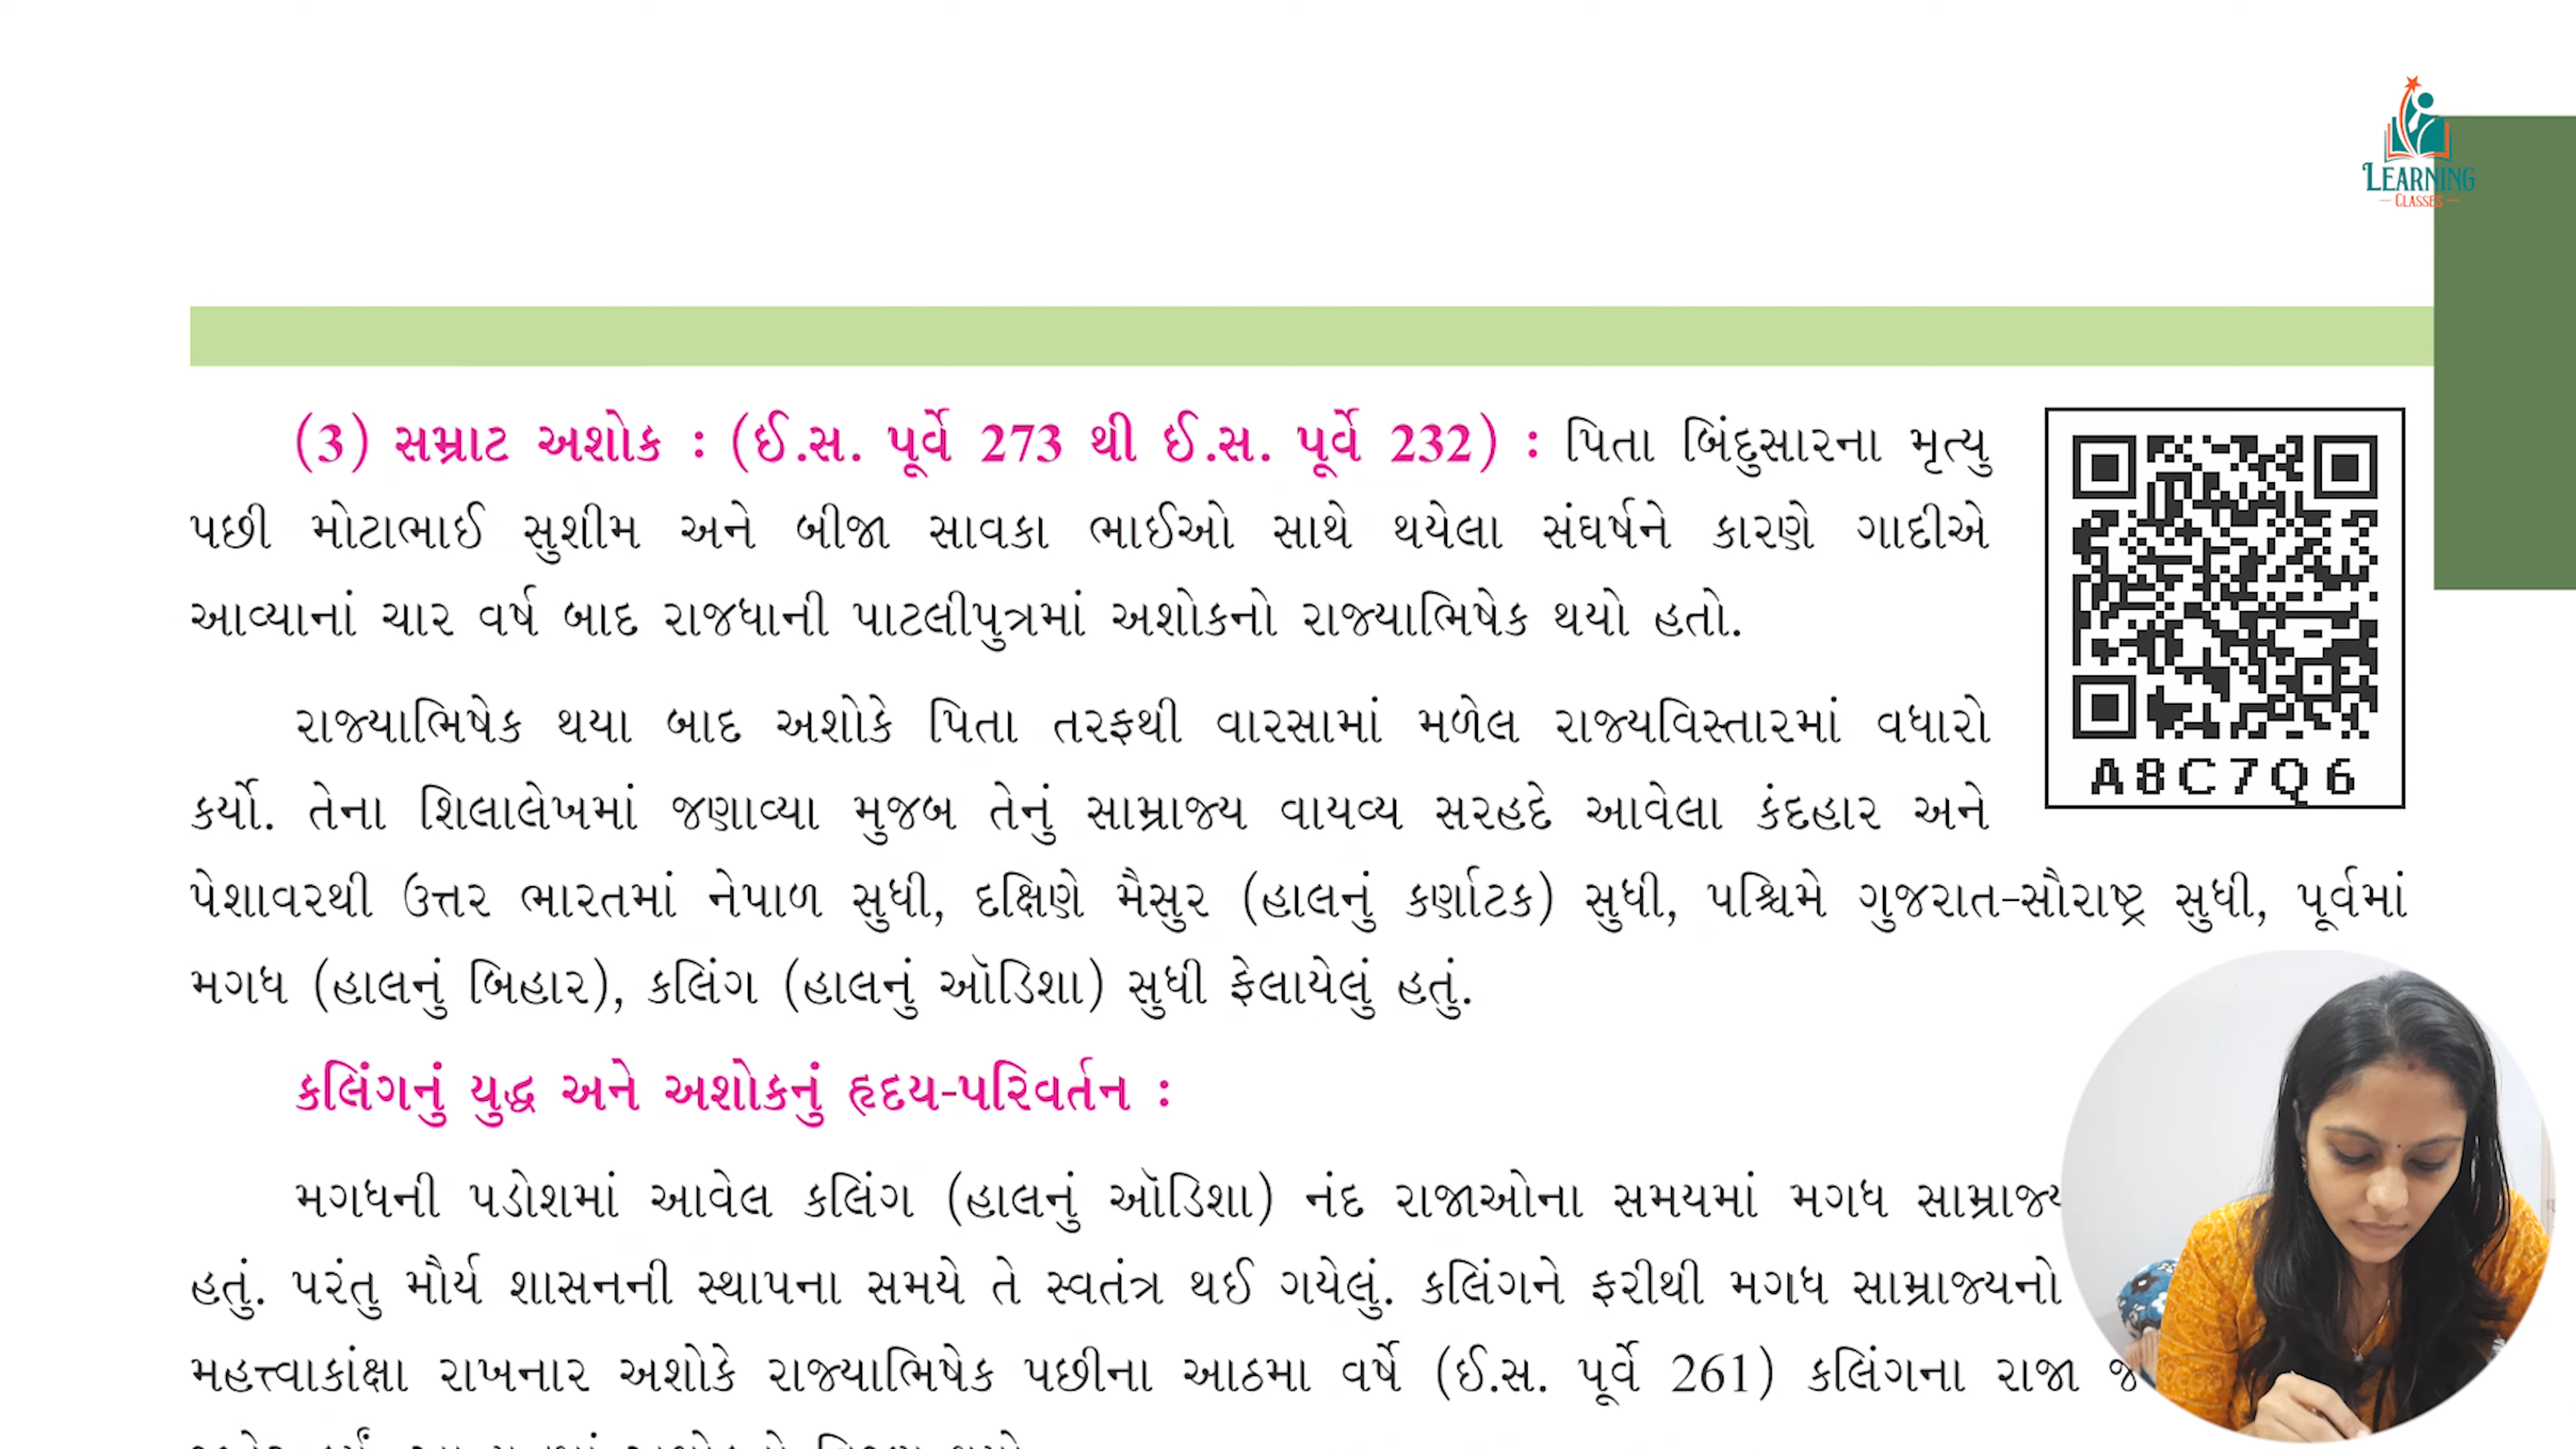 LEARNING
CLASSES
(3) સમ્રાટ અશોક : (ઈ.સ. પૂર્વે 273 થી ઈ.સ. પૂર્વે 232) : પિતા બિંદુસારના મૃત્યુ
પછી મોટાભાઈ સુશીમ અને બીજા સાવકા ભાઈઓ સાથે થયેલા સંઘર્ષને કારણે ગાદીએ
આવ્યાનાં ચાર વર્ષ બાદ રાજધાની પાટલીપુત્રમાં અશોકનો રાજ્યાભિષેક થયો હતો.
રાજ્યાભિષેક થયા બાદ અશોકે પિતા તરફથી વારસામાં મળેલ રાજ્યવિસ્તારમાં વધારો
કર્યો. તેના શિલાલેખમાં જણાવ્યા મુજબ તેનું સામ્રાજ્ય વાયવ્ય સરહદે આવેલા કંદહાર અને
A8C7Q6
પેશાવરથી ઉત્તર ભારતમાં નેપાળ સુધી, દક્ષિણે મૈસુર (હાલનું કર્ણાટક) સુધી, પશ્ચિમે ગુજરાત-સૌરાષ્ટ્ર સુધી, પૂર્વમાં
મગધ (હાલનું બિહાર), કલિંગ (હાલનું ઑડિશા) સુધી ફેલાયેલું હતું.
કલિંગનું યુદ્ધ અને અશોકનું હૃદય-પરિવર્તન :
મગધની પડોશમાં આવેલ કલિંગ (હાલનું ઑડિશા) નંદ રાજાઓના સમયમાં મગધ સામ્રાજ્ય
હતું. પરંતુ મૌર્ય શાસનની સ્થાપના સમયે તે સ્વતંત્ર થઈ ગયેલું. કલિંગને ફરીથી મગધ સામ્રાજ્યનો
મહત્ત્વાકાંક્ષા રાખનાર અશોકે રાજ્યાભિષેક પછીના આઠમા વર્ષે (ઈ.સ. પૂર્વે 261) કલિંગના રાજા